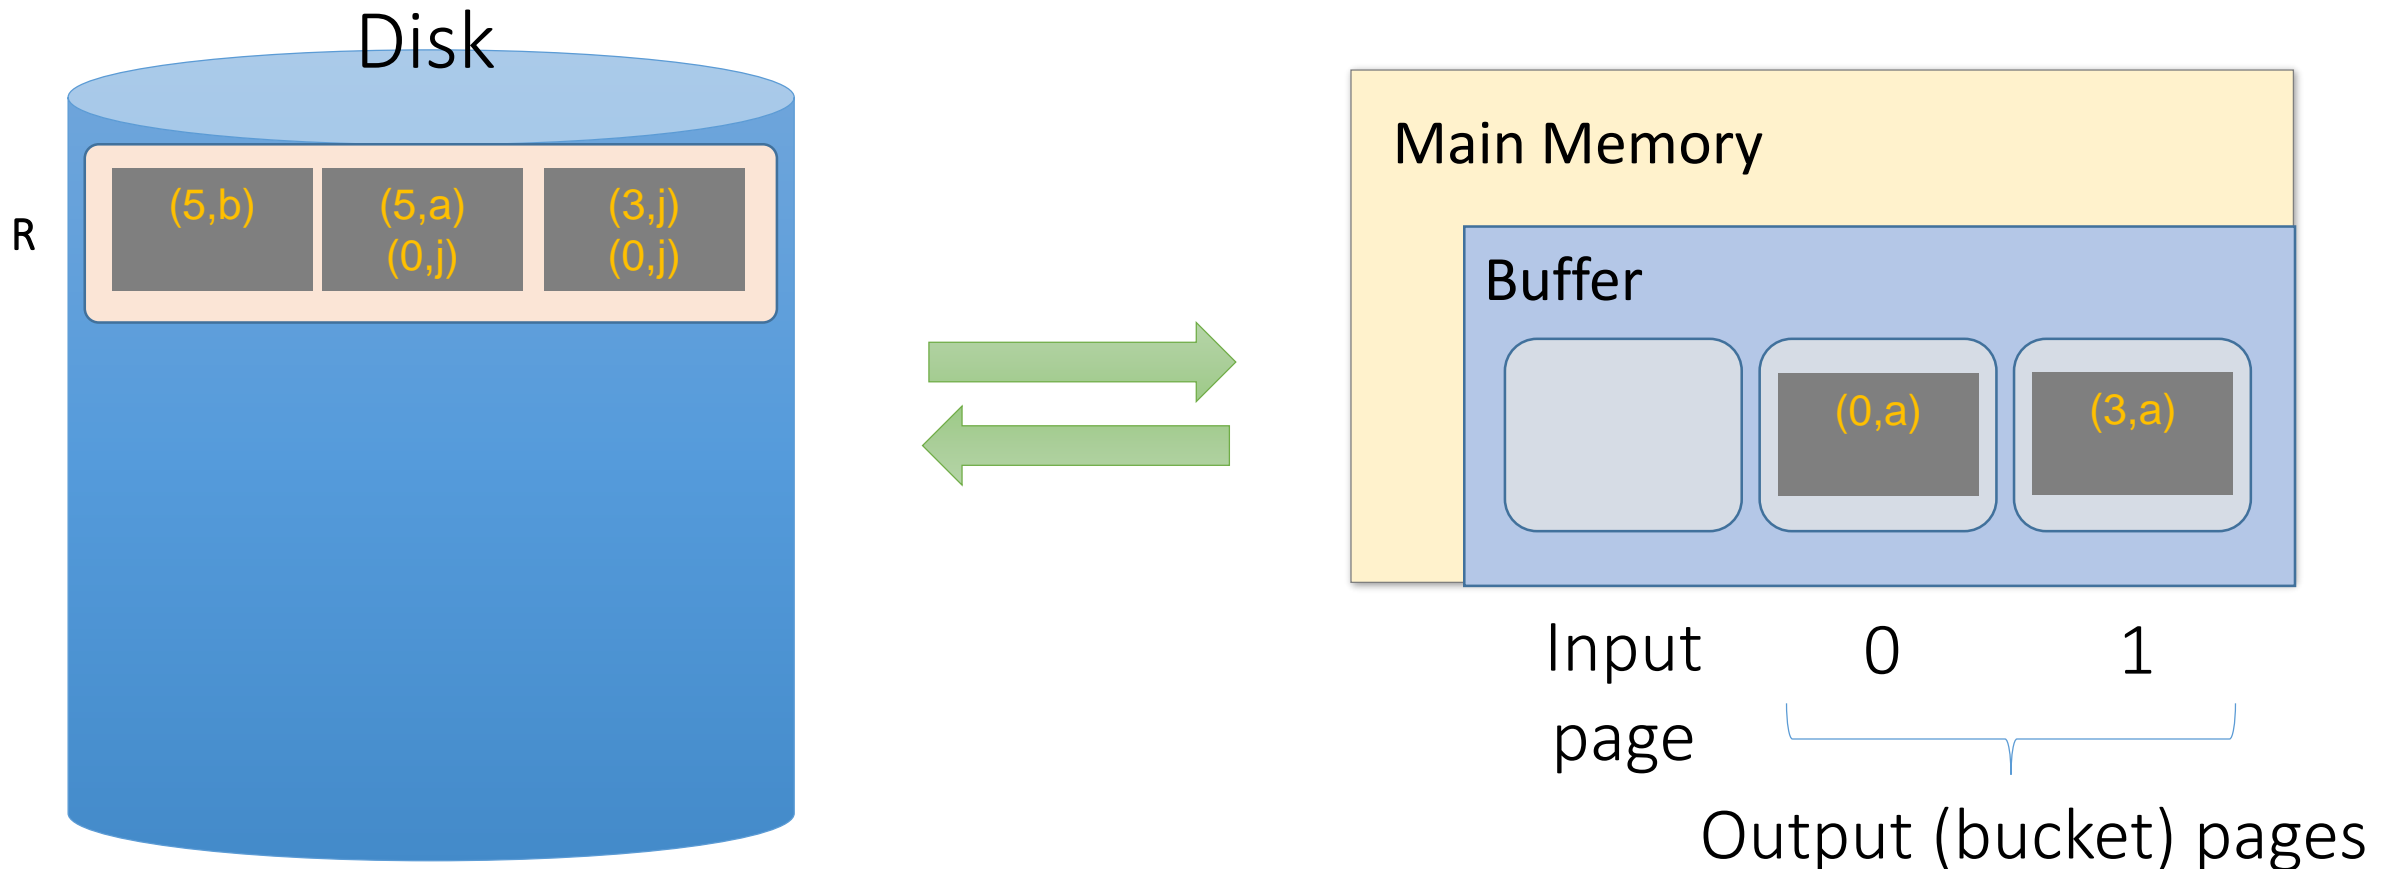 Disk
R
(5,b)
(5,a)
(0,j)
(3,j)
(0,j)
Main Memory
Buffer
(0,a)
(3,a)
Input
page
0
1
Output (bucket) pages